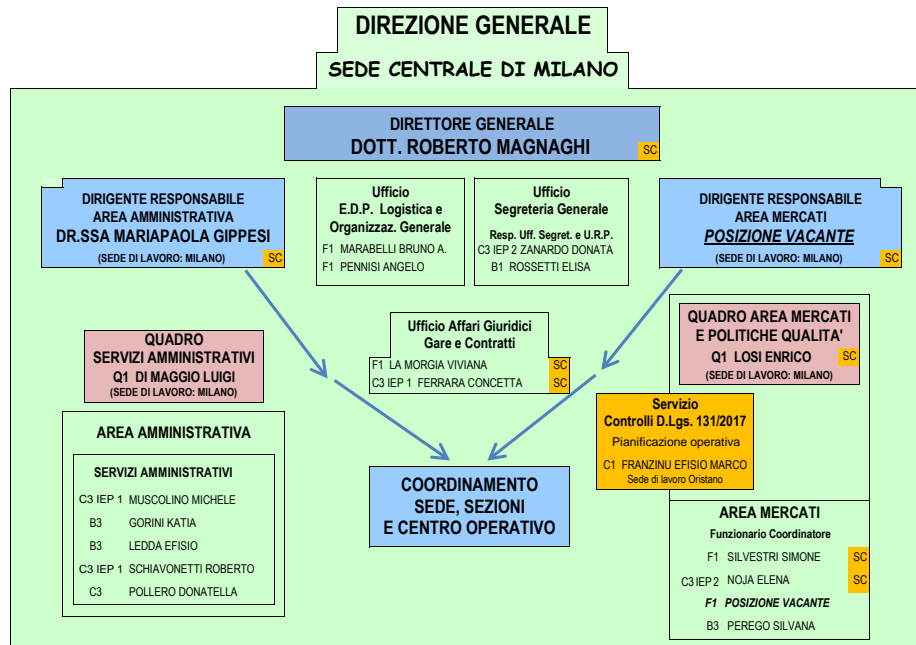 DIREZIONE GENERALE
SEDE CENTRALE DI MILANO
DIRETTORE GENERALE
DOTT. ROBERTO MAGNAGHI
SC
DIRIGENTE RESPONSABILE
AREA AMMINISTRATIVA
DR.SSA MARIAPAOLA GIPPESI
(SEDE DI LAVORO: MILANO) SC
Ufficio
E.D.P. Logistica e
Organizzaz. Generale
F1 MARABELLI BRUNO A.
F1 PENNISI ANGELO
Ufficio
Segreteria Generale
Resp. Uff. Segret. e U.R.P.
C3 IEP 2 ZANARDO DONATA
B1 ROSSETTI ELISA
DIRIGENTE RESPONSABILE
AREA MERCATI
POSIZIONE VACANTE
(SEDE DI LAVORO: MILANO) SC
QUADRO
SERVIZI AMMINISTRATIVI
Q1 DI MAGGIO LUIGI
(SEDE DI LAVORO: MILANO)
Ufficio Affari Giuridici
Gare e Contratti
F1 LA MORGIA VIVIANA SC
C3 IEP 1 FERRARA CONCETTA SC
QUADRO AREA MERCATI
E POLITICHE QUALITA'
Q1 LOSI ENRICO SC
(SEDE DI LAVORO: MILANO)
Servizio
Controlli D.Lgs. 131/2017
Pianificazione operativa
C1 FRANZINU EFISIO MARCO
Sede di lavoro Oristano
AREA AMMINISTRATIVA
SERVIZI AMMINISTRATIVI
C3 IEP 1 MUSCOLINO MICHELE
B3 GORINI KATIA
B3 LEDDA EFISIO
C3 IEP 1 SCHIAVONETTI ROBERTO
C3 POLLERO DONATELLA
COORDINAMENTO
SEDE, SEZIONI
E CENTRO OPERATIVO
AREA MERCATI
Funzionario Coordinatore
F1 SILVESTRI SIMONE SC
C3 IEP 2 NOJA ELENA SC
F1 POSIZIONE VACANTE
B3 PEREGO SILVANA